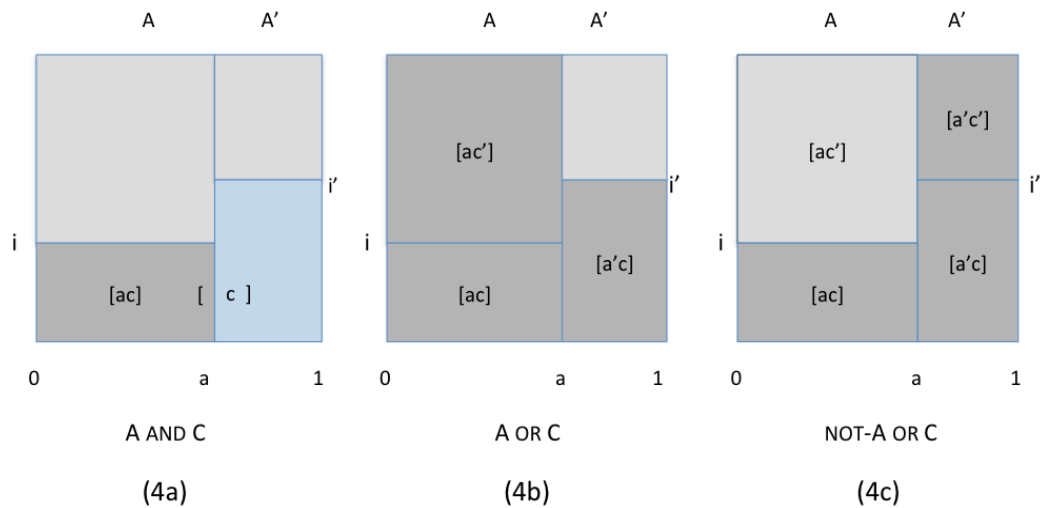 A A’ A A’ A A’
[a’c’]
[ac’] [ac’]
i’ i’ i’
i i i
[a’c] [a’c]
[ac] [ c ] [ac] [ac]
0 a 1 0 a 1 0 a 1
A AND C A OR C NOT-A OR C
(4a) (4b) (4c)